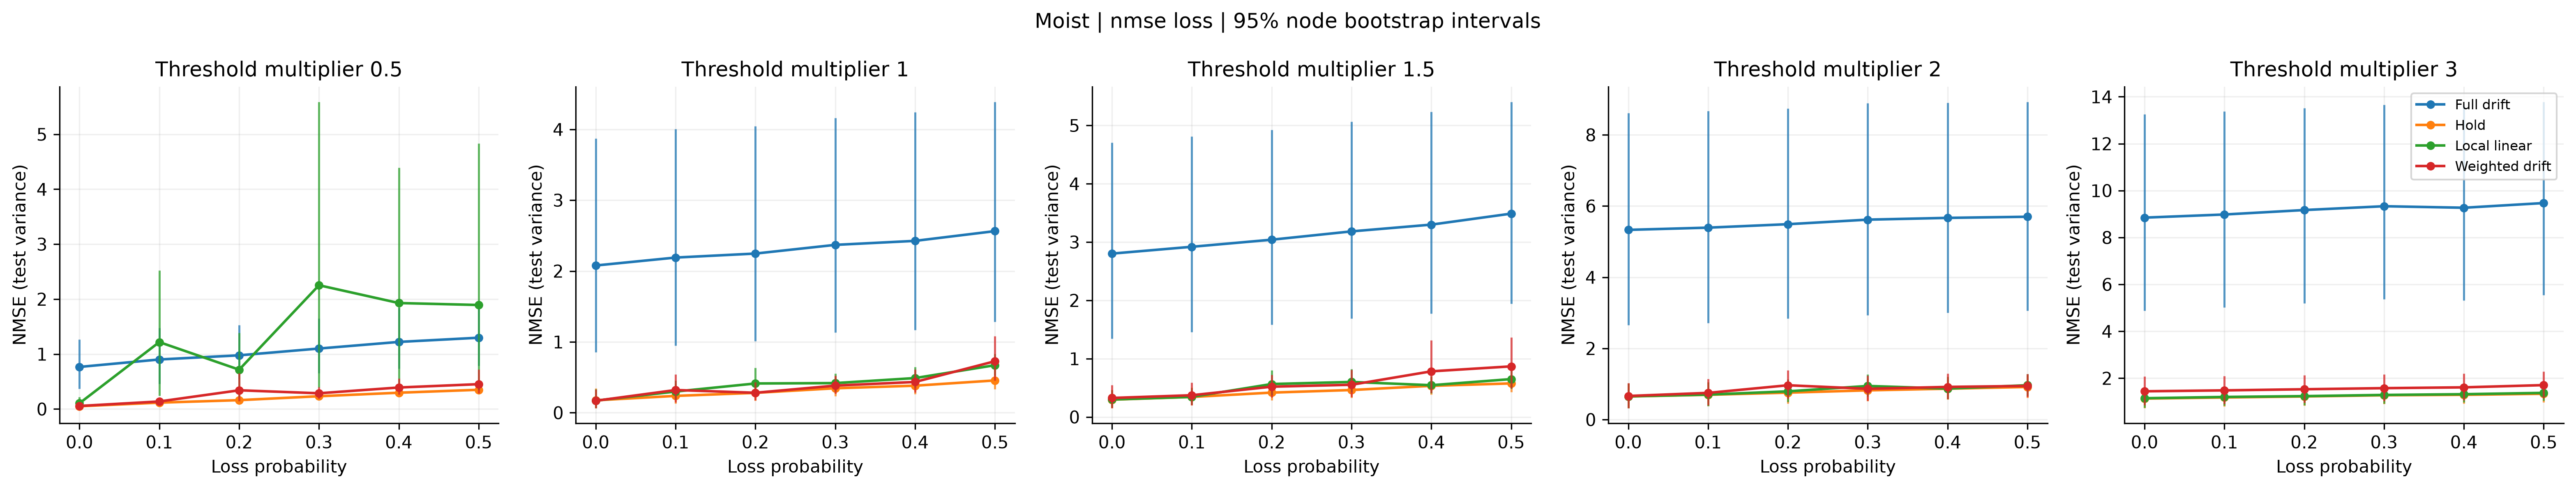 Moist | nmse loss | 95% node bootstrap intervals
Threshold multiplier 0.5
NMSE (test variance)
5
4
3
2
1
0
0.0 0.1 0.2 0.3 0.4 0.5
Loss probability
Threshold multiplier 1
NMSE (test variance)
4
3
2
1
0
0.0 0.1 0.2 0.3 0.4 0.5
Loss probability
Threshold multiplier 1.5
NMSE (test variance)
5
4
3
2
1
0
0.0 0.1 0.2 0.3 0.4 0.5
Loss probability
Threshold multiplier 2
NMSE (test variance)
8
6
4
2
0
0.0 0.1 0.2 0.3 0.4 0.5
Loss probability
Threshold multiplier 3
NMSE (test variance)
14
12
10
8
6
4
2
Full drift
Hold
Local linear
Weighted drift
0.0 0.1 0.2 0.3 0.4 0.5
Loss probability